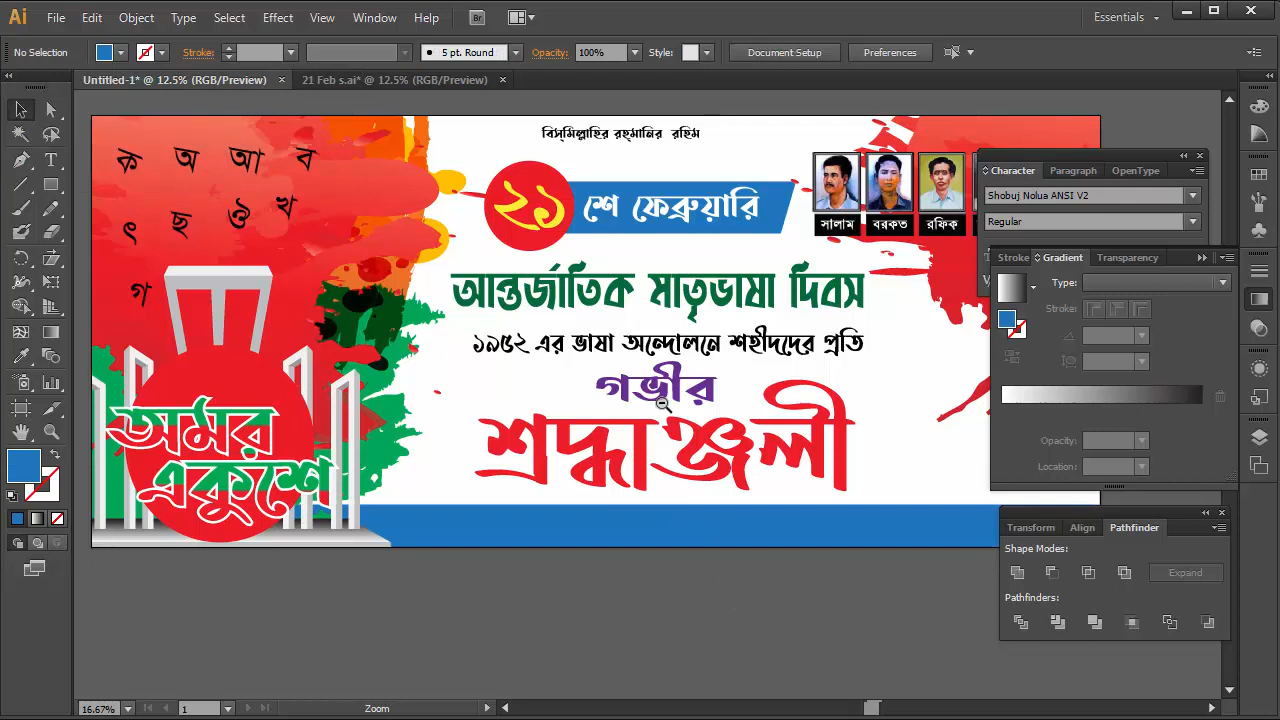 Ai File Edit Object Type Select Effect View Window Help Br Essentials
No Selection Stroke: 5 pt. Round Opacity: 100% Style: Document Setup Preferences
Untitled-1* @ 12.5% (RGB/Preview) × 21 Feb s.ai* @ 12.5% (RGB/Preview) ×
বিস্‌মিল্লাহির রহ্‌মানির রহিম
ক অ আ ব
ৎ ছ ঔ খ
গ
২১ শে ফেব্রুয়ারি
সালাম বরকত রফিক
আন্তর্জাতিক মাতৃভাষা দিবস
১৯৫২ এর ভাষা অন্দোলনে শহীদদের প্রতি
গভীর
শ্রদ্ধাঞ্জলী
অমর
একুশে
Character Paragraph OpenType
Shobuj Nolua ANSI V2
Regular
Stroke Gradient Transparency
Type:
Stroke:
Opacity:
Location:
Transform Align Pathfinder
Shape Modes:
Expand
Pathfinders:
16.67% 1 Zoom